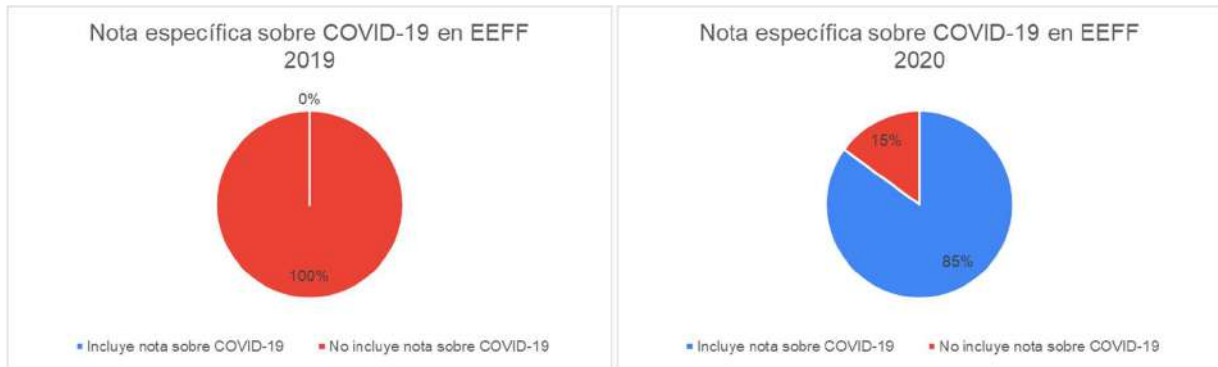 Nota específica sobre COVID-19 en EEFF
2019
0%
100%
Incluye nota sobre COVID-19
No incluye nota sobre COVID-19
Nota específica sobre COVID-19 en EEFF
2020
15%
85%
Incluye nota sobre COVID-19
No incluye nota sobre COVID-19